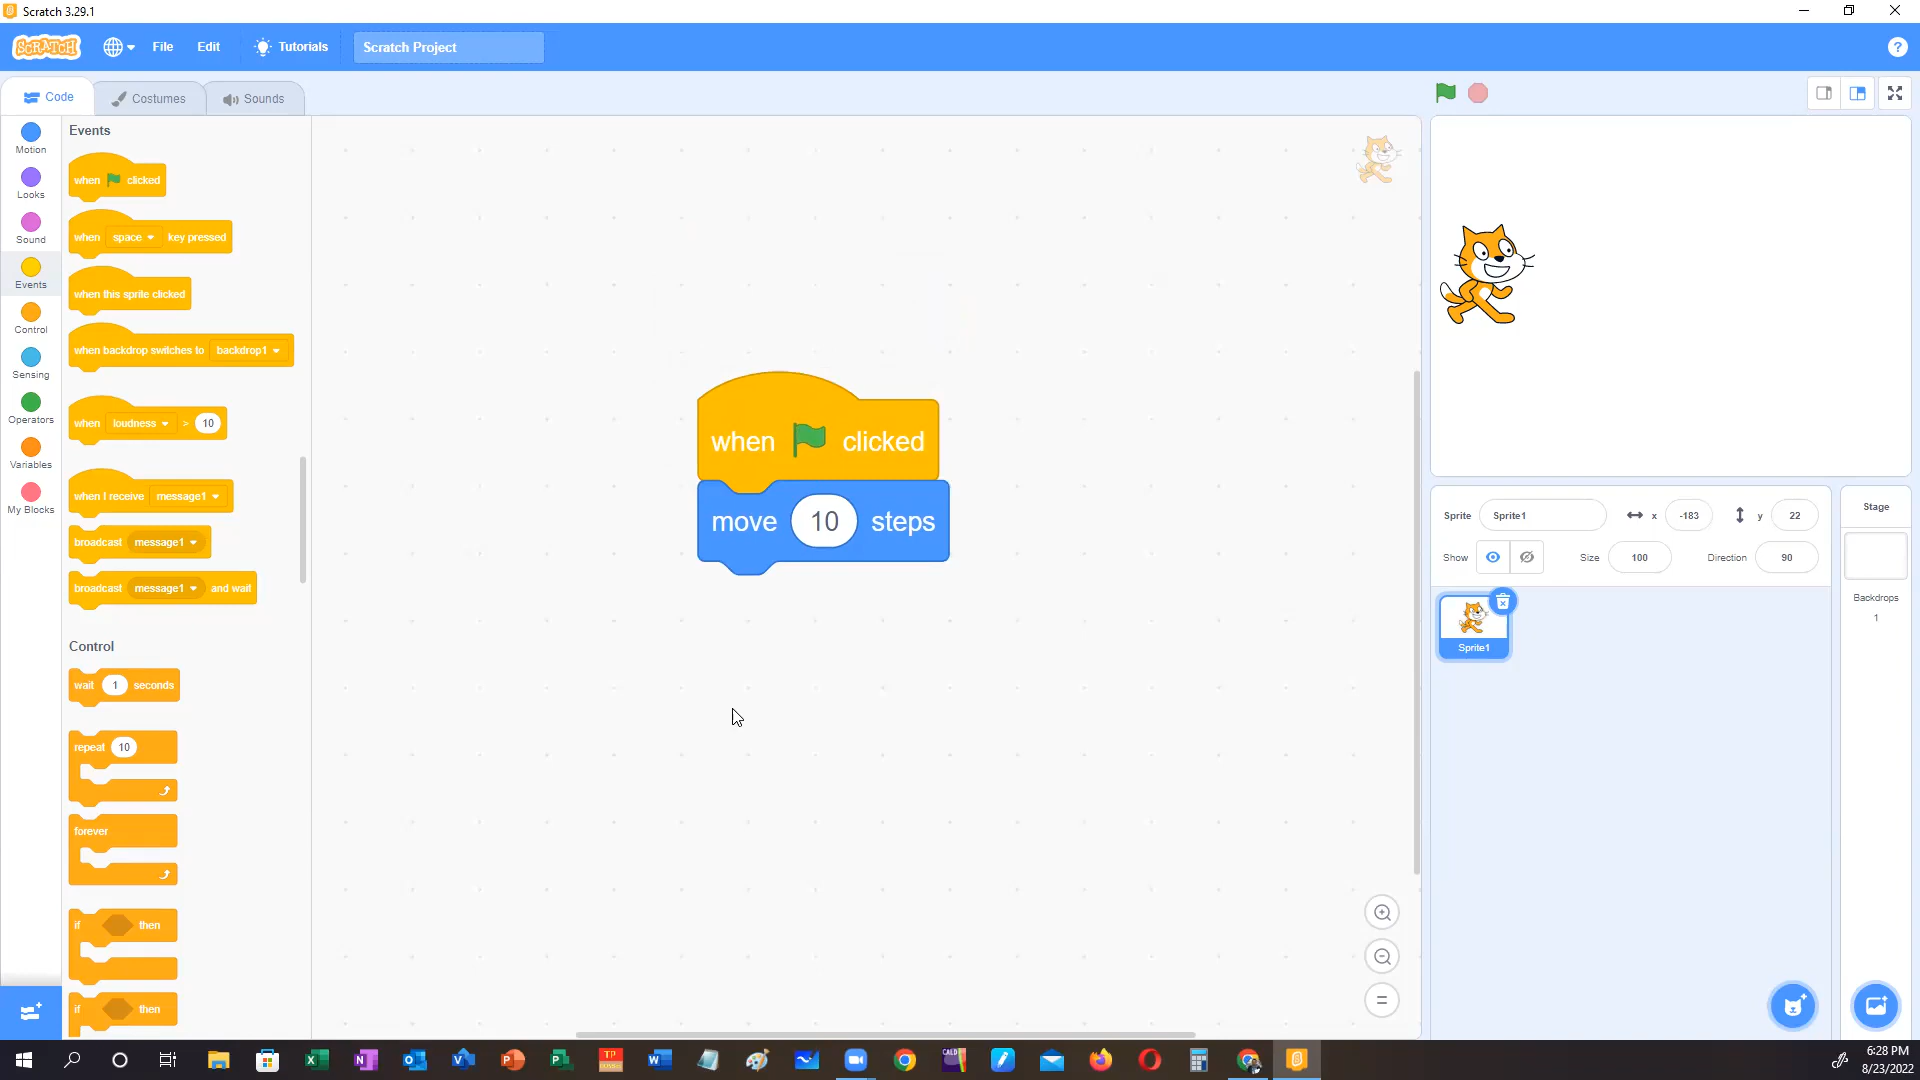 Scratch 3.29.1
SCRATCH File Edit Tutorials Scratch Project ?
Code Costumes Sounds
Motion
Looks
Sound
Events
Control
Sensing
Operators
Variables
My Blocks
Events
when clicked
when space key pressed
when this sprite clicked
when backdrop switches to backdrop1
when loudness > 10
when I receive message1
broadcast message1
broadcast message1 and wait
Control
wait 1 seconds
repeat 10
forever
if then
if then
when clicked
move 10 steps
Sprite Sprite1 x -183 y 22
Show Size 100 Direction 90
Sprite1
Stage
Backdrops
1
6:28 PM
8/23/2022